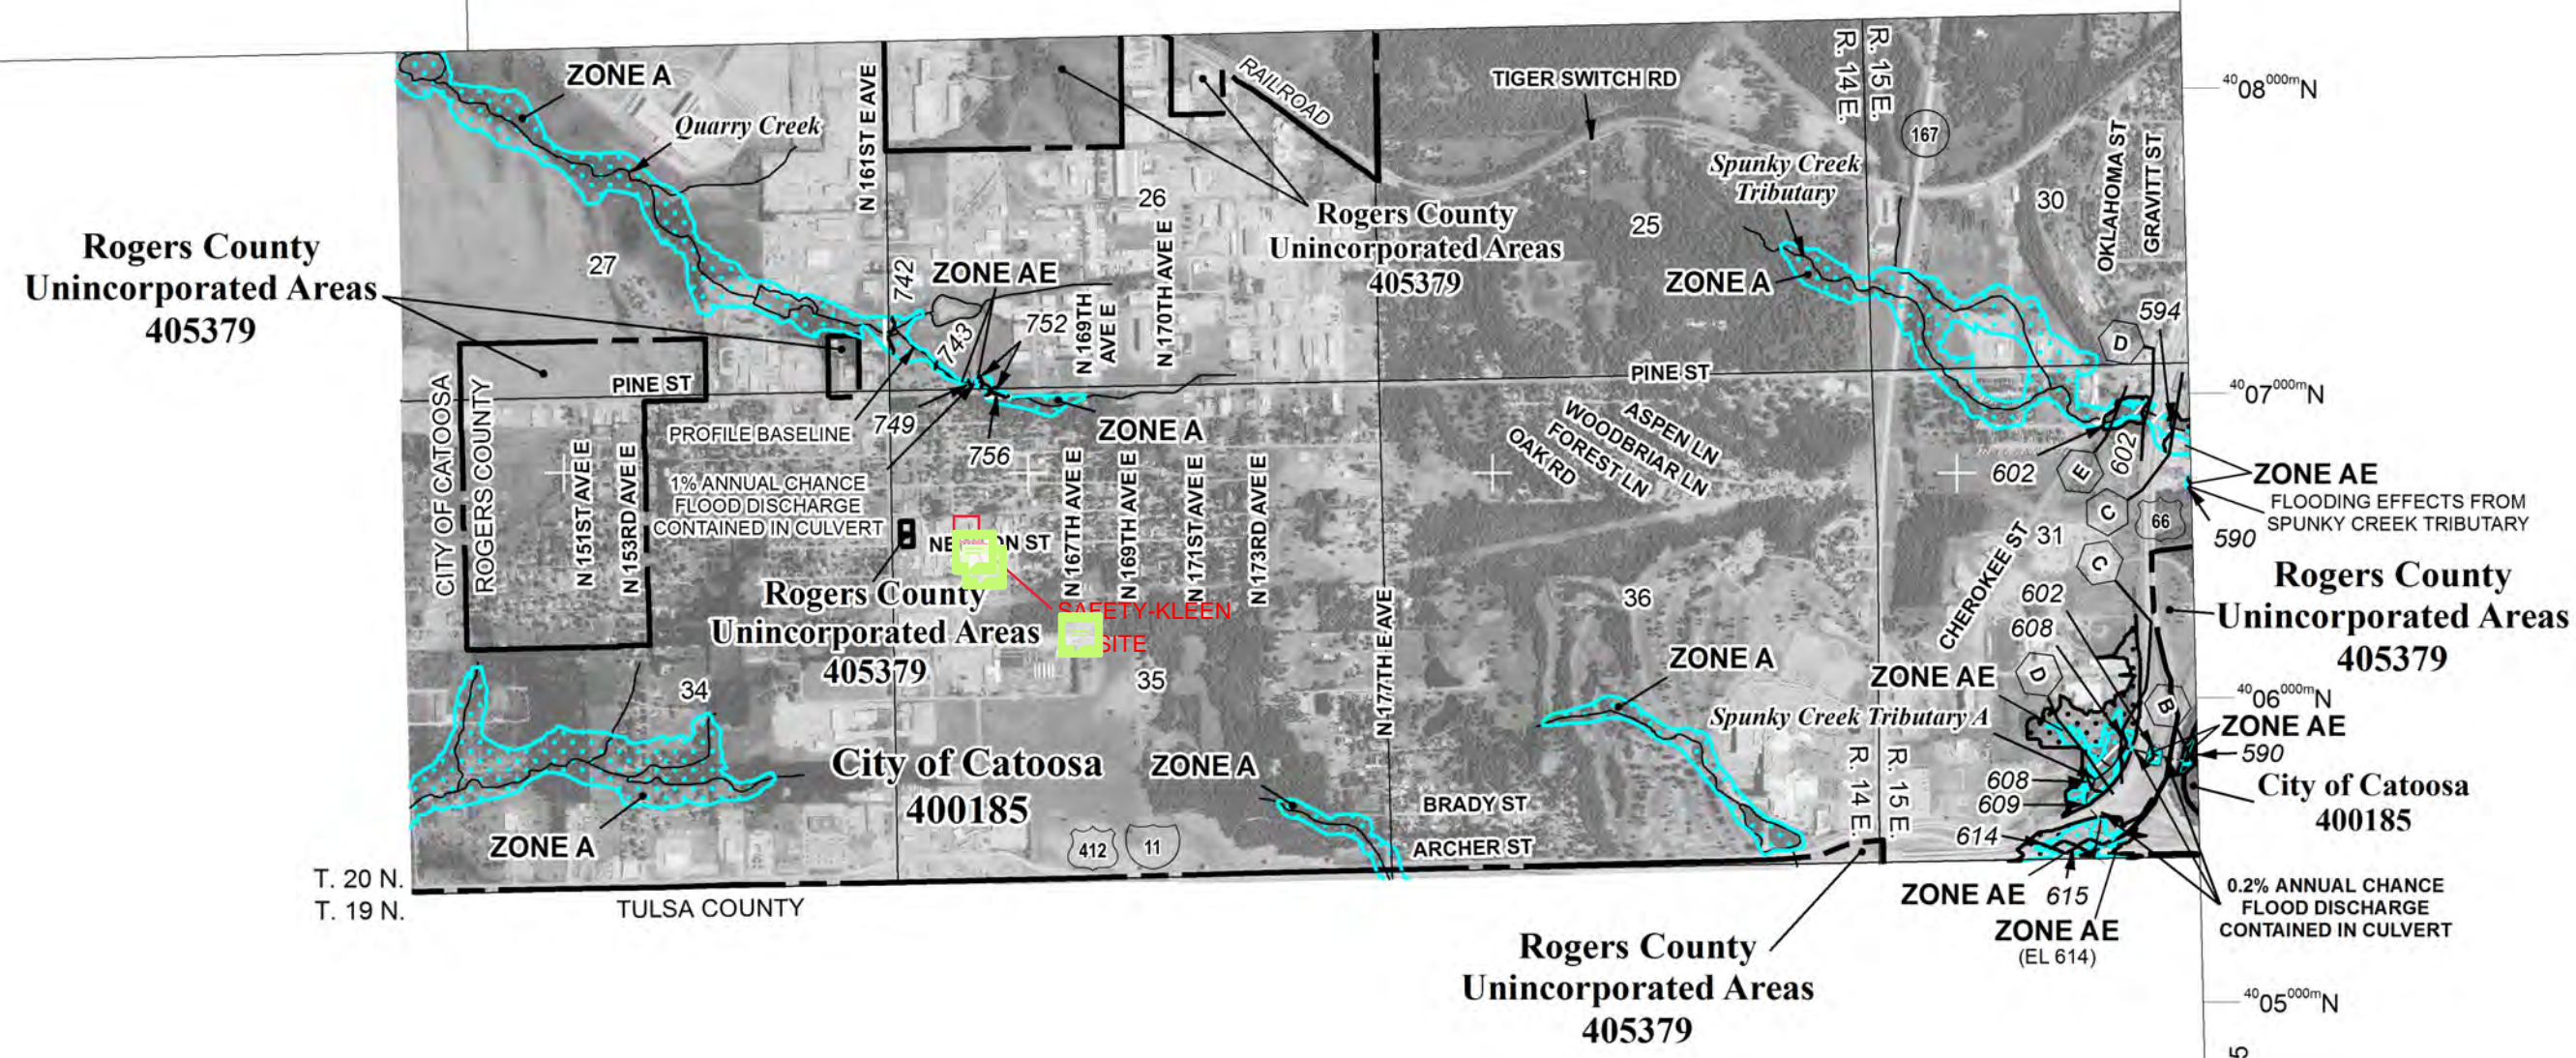 ZONE A
Quarry Creek
N 161ST E AVE
RAILROAD
TIGER SWITCH RD
R. 14 E.
R. 15 E.
167
4008000mN
Spunky Creek
Tributary
OKLAHOMA ST
GRAVITT ST
26
25
30
27
Rogers County
Unincorporated Areas
405379
Rogers County
Unincorporated Areas
405379
742
ZONE AE
743
752
N 169TH
AVE E
N 170TH AVE E
ZONE A
594
D
PINE ST
PINE ST
4007000mN
CITY OF CATOOSA
ROGERS COUNTY
N 151ST AVE E
N 153RD AVE E
PROFILE BASELINE
749
756
ZONE A
1% ANNUAL CHANCE
FLOOD DISCHARGE
CONTAINED IN CULVERT
N 167TH AVE E
N 169TH AVE E
N 171ST AVE E
N 173RD AVE E
ASPEN LN
WOODBRIAR LN
FOREST LN
OAK RD
602
E
602
C
66
ZONE AE
FLOODING EFFECTS FROM
SPUNKY CREEK TRIBUTARY
590
31
C
ON ST
Rogers County
Unincorporated Areas
405379
SAFETY-KLEEN
SITE
N 177TH E AVE
36
CHEROKEE ST
602
608
D
B
Rogers County
Unincorporated Areas
405379
34
35
ZONE A
ZONE AE
Spunky Creek Tributary A
4006000mN
ZONE AE
590
City of Catoosa
400185
City of Catoosa
400185
ZONE A
R. 14 E.
R. 15 E.
608
609
614
BRADY ST
ARCHER ST
412
11
ZONE A
T. 20 N.
T. 19 N.
TULSA COUNTY
ZONE AE
615
ZONE AE
(EL 614)
0.2% ANNUAL CHANCE
FLOOD DISCHARGE
CONTAINED IN CULVERT
Rogers County
Unincorporated Areas
405379
4005000mN